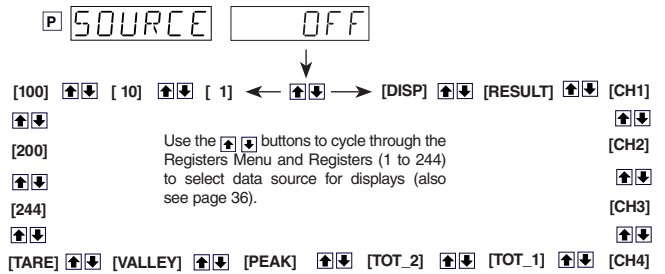 P SOURCE OFF
[100] [ 10] [ 1] [DISP] [RESULT] [CH1]
[200] [CH2]
Use the buttons to cycle through the
Registers Menu and Registers (1 to 244)
to select data source for displays (also
see page 36).
[244] [CH3]
[TARE] [VALLEY] [PEAK] [TOT_2] [TOT_1] [CH4]